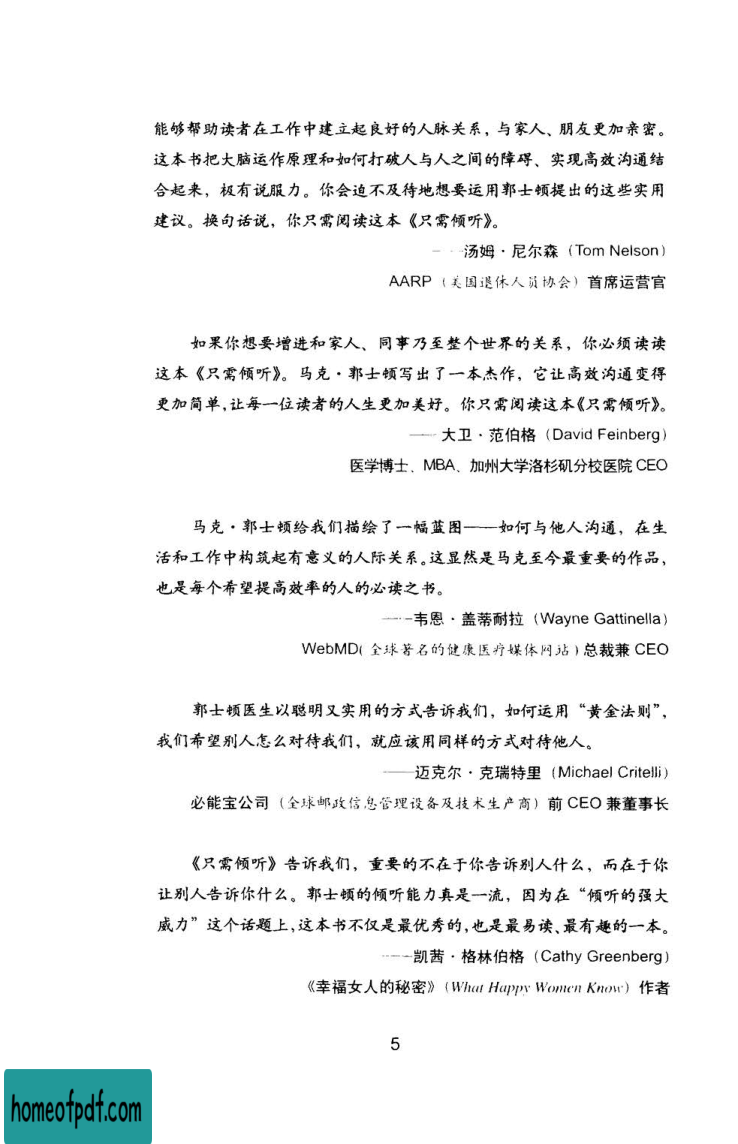 能够帮助读者在工作中建立起良好的人脉关系，与家人、朋友更加亲密。
这本书把大脑运作原理和如何打破人与人之间的障碍、实现高效沟通结
合起来，极有说服力。你会迫不及待地想要运用郭士顿提出的这些实用
建议。换句话说，你只需阅读这本《只需倾听》。
——汤姆·尼尔森（Tom Nelson）
AARP（美国退休人员协会）首席运营官
如果你想要增进和家人、同事乃至整个世界的关系，你必须读读
这本《只需倾听》。马克·郭士顿写出了一本杰作，它让高效沟通变得
更加简单，让每一位读者的人生更加美好。你只需阅读这本《只需倾听》。
——大卫·范伯格（David Feinberg）
医学博士、MBA、加州大学洛杉矶分校医院 CEO
马克·郭士顿给我们描绘了一幅蓝图——如何与他人沟通，在生
活和工作中构筑起有意义的人际关系。这显然是马克至今最重要的作品，
也是每个希望提高效率的人的必读之书。
——韦恩·盖蒂耐拉（Wayne Gattinella）
WebMD（全球著名的健康医疗媒体网站）总裁兼 CEO
郭士顿医生以聪明又实用的方式告诉我们，如何运用“黄金法则”，
我们希望别人怎么对待我们，就应该用同样的方式对待他人。
——迈克尔·克瑞特里（Michael Critelli）
必能宝公司（全球邮政信息管理设备及技术生产商）前 CEO 兼董事长
《只需倾听》告诉我们，重要的不在于你告诉别人什么，而在于你
让别人告诉你什么。郭士顿的倾听能力真是一流，因为在“倾听的强大
威力”这个话题上，这本书不仅是最优秀的，也是最易读、最有趣的一本。
——凯茜·格林伯格（Cathy Greenberg）
《幸福女人的秘密》（What Happy Women Know）作者
5
homeofpdf.com